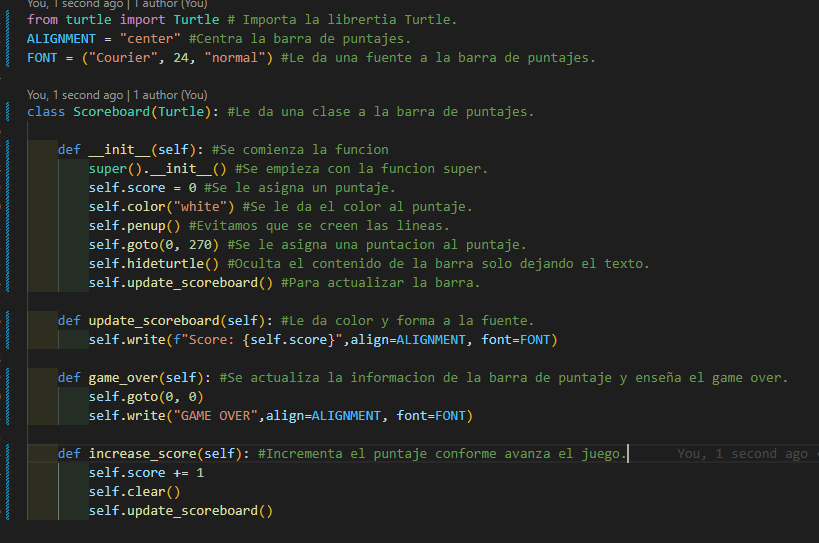 You, 1 second ago | 1 author (You)
from turtle import Turtle # Importa la librertia Turtle.
ALIGNMENT = "center" #Centra la barra de puntajes.
FONT = ("Courier", 24, "normal") #Le da una fuente a la barra de puntajes.
You, 1 second ago | 1 author (You)
class Scoreboard(Turtle): #Le da una clase a la barra de puntajes.
def __init__(self): #Se comienza la funcion
super().__init__() #Se empieza con la funcion super.
self.score = 0 #Se le asigna un puntaje.
self.color("white") #Se le da el color al puntaje.
self.penup() #Evitamos que se creen las lineas.
self.goto(0, 270) #Se le asigna una puntacion al puntaje.
self.hideturtle() #Oculta el contenido de la barra solo dejando el texto.
self.update_scoreboard() #Para actualizar la barra.
def update_scoreboard(self): #Le da color y forma a la fuente.
self.write(f"Score: {self.score}",align=ALIGNMENT, font=FONT)
def game_over(self): #Se actualiza la informacion de la barra de puntaje y enseña el game over.
self.goto(0, 0)
self.write("GAME OVER",align=ALIGNMENT, font=FONT)
def increase_score(self): #Incrementa el puntaje conforme avanza el juego. You, 1 second ago
self.score += 1
self.clear()
self.update_scoreboard()